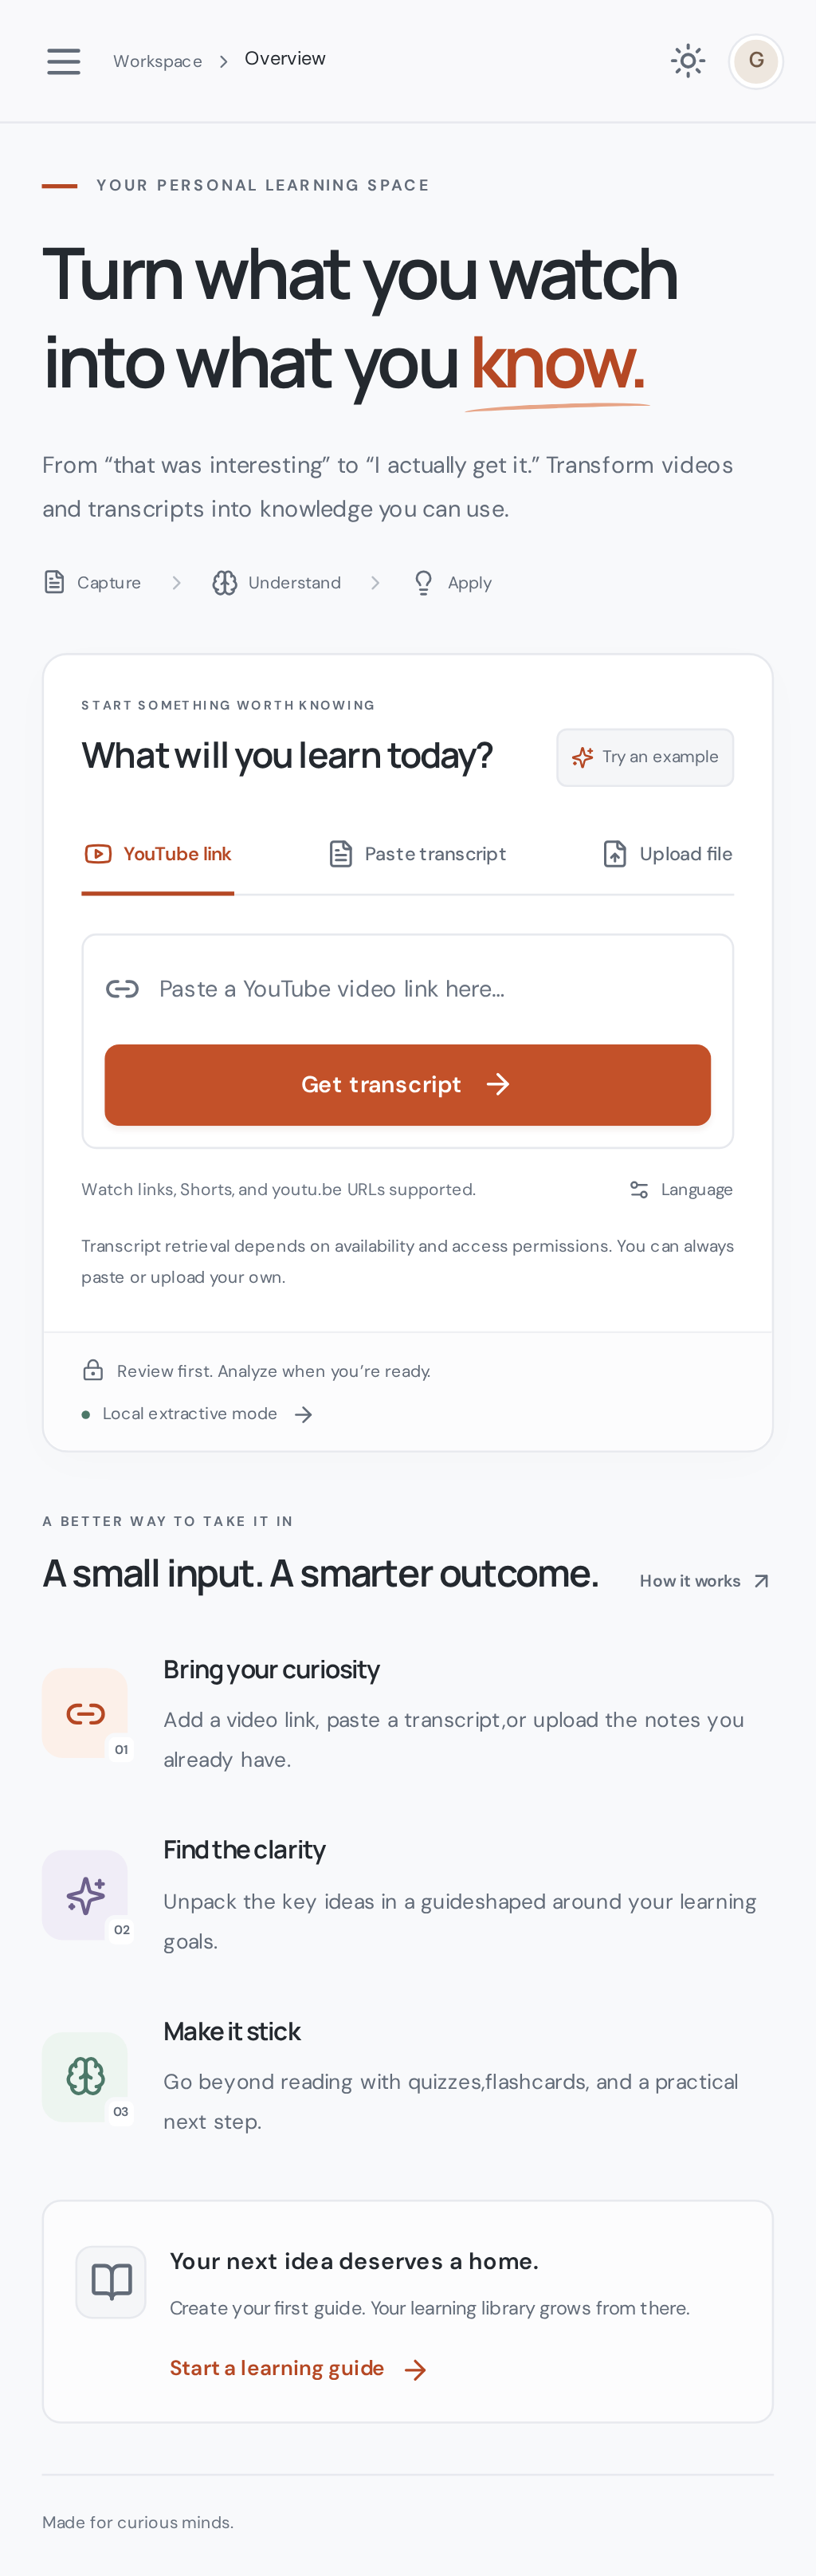 Workspace > Overview
G
YOUR PERSONAL LEARNING SPACE
Turn what you watch
into what you know.
From “that was interesting” to “I actually get it.” Transform videos
and transcripts into knowledge you can use.
Capture > Understand > Apply
START SOMETHING WORTH KNOWING
What will you learn today?
Try an example
YouTube link
Paste transcript
Upload file
Paste a YouTube video link here...
Get transcript →
Watch links, Shorts, and youtu.be URLs supported.
Language
Transcript retrieval depends on availability and access permissions. You can always
paste or upload your own.
Review first. Analyze when you’re ready.
Local extractive mode →
A BETTER WAY TO TAKE IT IN
A small input. A smarter outcome.
How it works ↗
Bring your curiosity
Add a video link, paste a transcript,or upload the notes you
already have.
01
Find the clarity
Unpack the key ideas in a guideshaped around your learning
goals.
02
Make it stick
Go beyond reading with quizzes,flashcards, and a practical
next step.
03
Your next idea deserves a home.
Create your first guide. Your learning library grows from there.
Start a learning guide →
Made for curious minds.